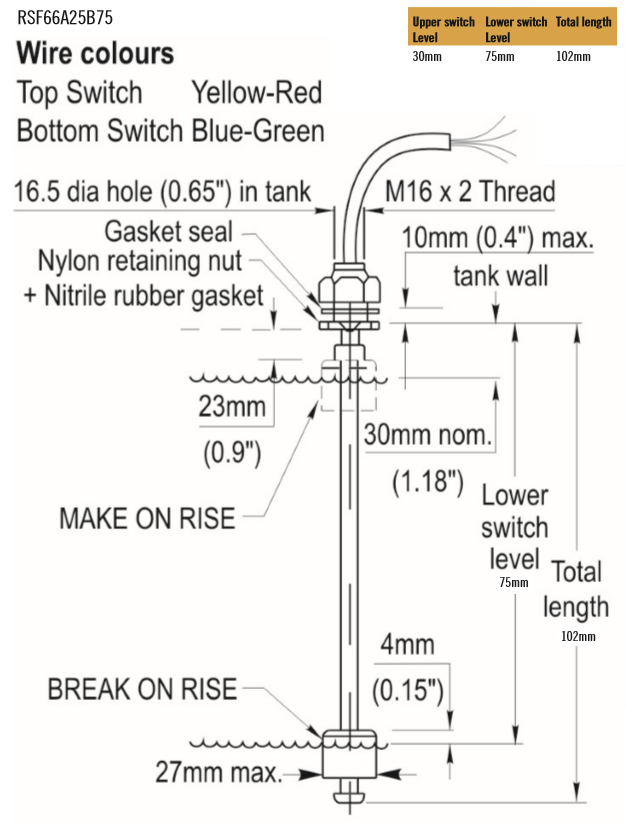 RSF66A25B75
Upper switch Level Lower switch Level Total length
30mm 75mm 102mm
Wire colours
Top Switch Yellow-Red
Bottom Switch Blue-Green
16.5 dia hole (0.65") in tank
M16 x 2 Thread
Gasket seal
10mm (0.4") max.
Nylon retaining nut
tank wall
+ Nitrile rubber gasket
23mm
(0.9")
30mm nom.
(1.18")
MAKE ON RISE
Lower
switch
level
75mm
Total
length
102mm
4mm
(0.15")
BREAK ON RISE
27mm max.